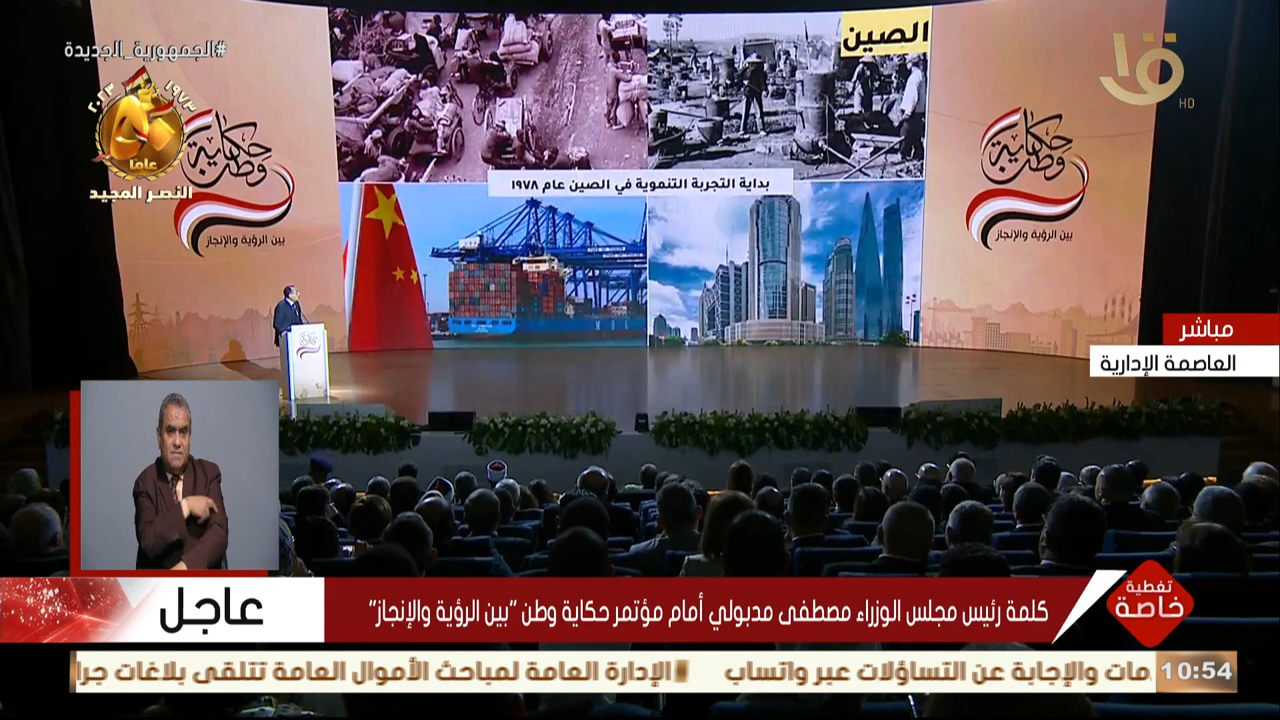 #الجمهورية_الجديدة
١٩٧٣
٢٠٢٣
عاما
النصر المجيد
حكاية
وطن
بين الرؤية والإنجاز
الصين
بداية التجربة التنموية في الصين عام ١٩٧٨
HD
حكاية
وطن
بين الرؤية والإنجاز
مباشر
العاصمة الإدارية
تغطية
خاصة
عاجل
كلمة رئيس مجلس الوزراء مصطفى مدبولي أمام مؤتمر حكاية وطن "بين الرؤية والإنجاز"
مات والإجابة عن التساؤلات عبر واتساب
الإدارة العامة لمباحث الأموال العامة تتلقى بلاغات جرا
10:54